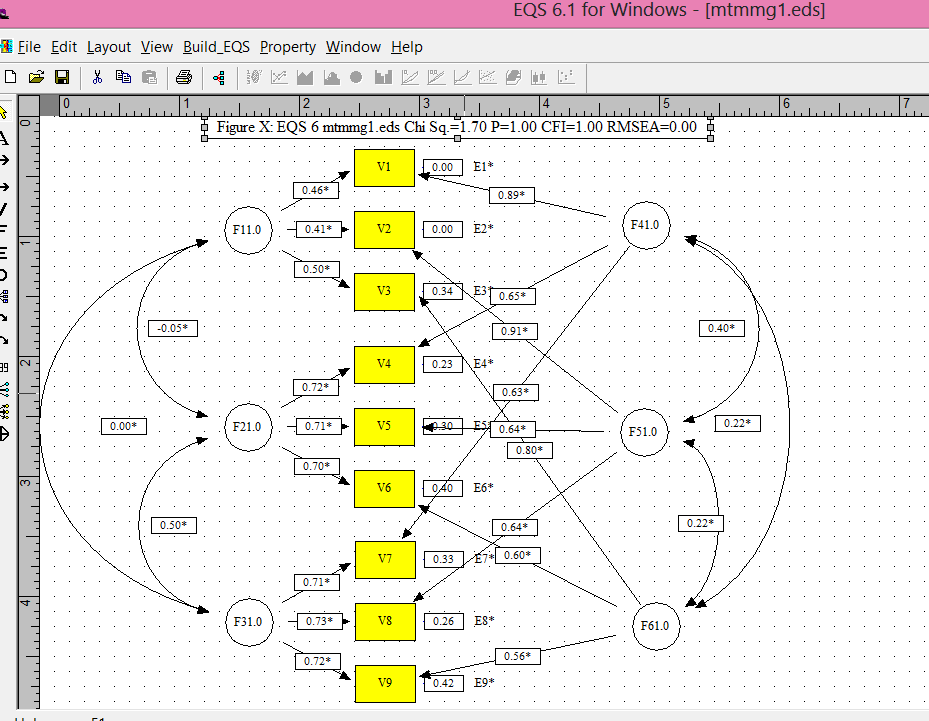 EQS 6.1 for Windows - [mtmmg1.eds]
File Edit Layout View Build_EQS Property Window Help
0 1 2 3 4 5 6 7
0
1
2
3
4
Figure X: EQS 6 mtmmg1.eds Chi Sq.=1.70 P=1.00 CFI=1.00 RMSEA=0.00
V1 0.00 E1*
0.46* 0.89*
F11.0 0.41* V2 0.00 E2* F41.0
0.50*
V3 0.34 E3* 0.65*
-0.05* 0.91* 0.40*
V4 0.23 E4*
0.72* 0.63*
0.00* F21.0 0.71* V5 0.30 E5* 0.64* F51.0 0.22*
0.80*
0.70*
V6 0.40 E6*
0.50* 0.64* 0.22*
V7 0.33 E7* 0.60*
0.71*
F31.0 0.73* V8 0.26 E8* F61.0
0.72* 0.56*
V9 0.42 E9*